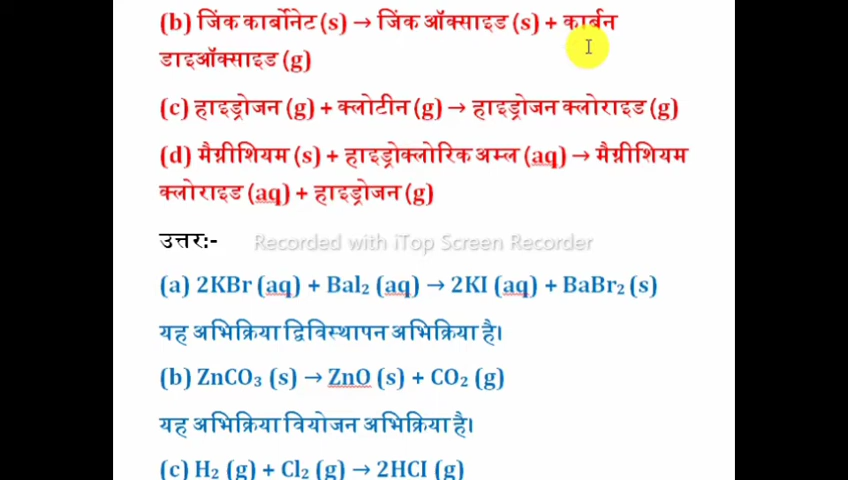 (b) जिंक कार्बोनेट (s) → जिंक ऑक्साइड (s) + कार्बन
डाइऑक्साइड (g)
(c) हाइड्रोजन (g) + क्लोटीन (g) → हाइड्रोजन क्लोराइड (g)
(d) मैग्नीशियम (s) + हाइड्रोक्लोरिक अम्ल (aq) → मैग्नीशियम
क्लोराइड (aq) + हाइड्रोजन (g)
उत्तरः-
Recorded with iTop Screen Recorder
(a) 2KBr (aq) + Bal₂ (aq) → 2KI (aq) + BaBr₂ (s)
यह अभिक्रिया द्विविस्थापन अभिक्रिया है।
(b) ZnCO₃ (s) → ZnO (s) + CO₂ (g)
यह अभिक्रिया वियोजन अभिक्रिया है।
(c) H₂ (g) + Cl₂ (g) → 2HCI (g)